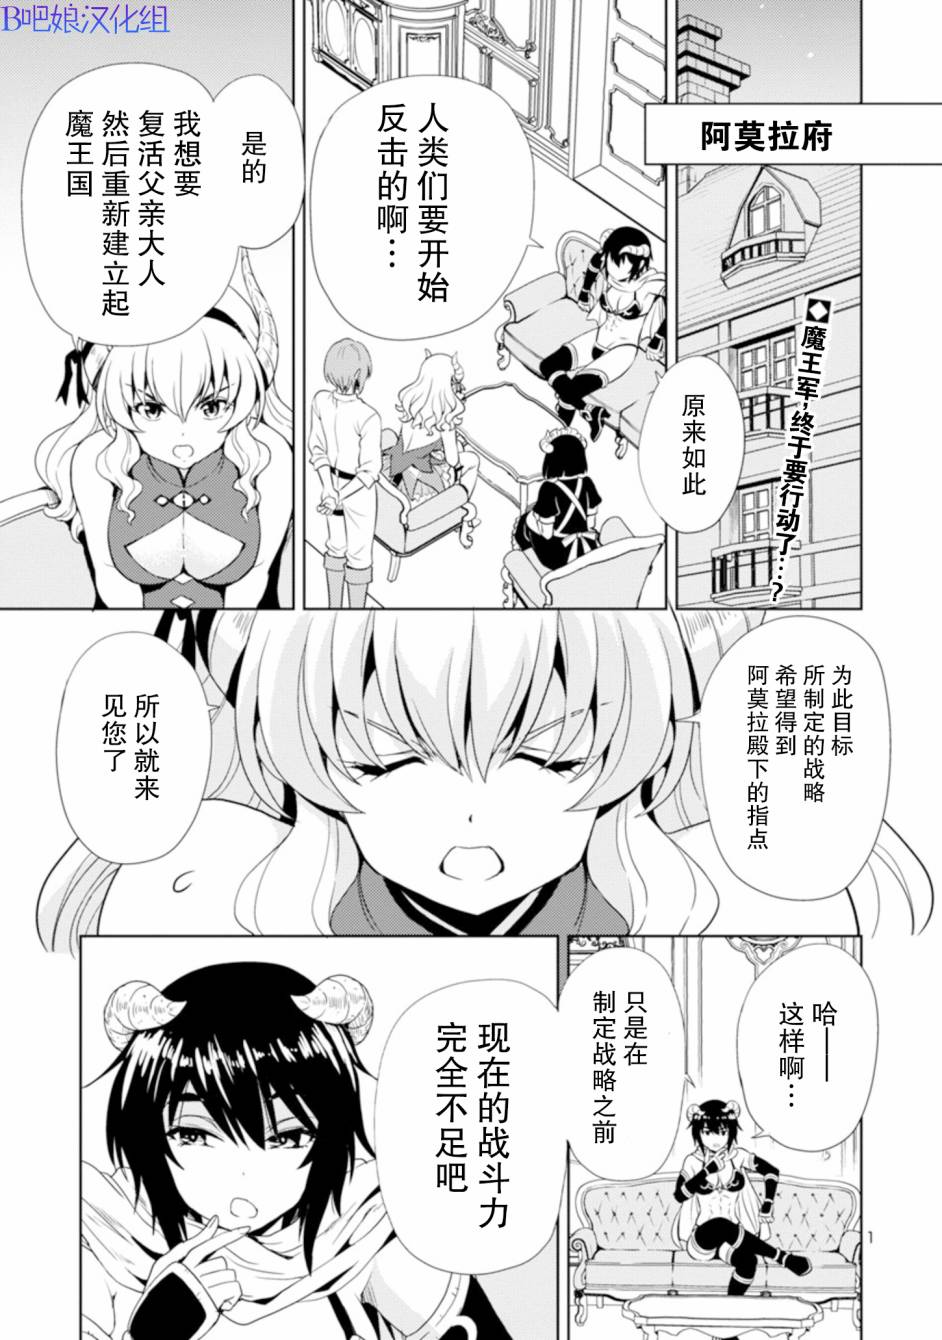 B吧娘汉化组
阿莫拉府
魔王军,终于要行动了…?
原来如此
人类们要开始
反击的啊…
是的
我想要
复活父亲大人
然后重新建立起
魔王国
为此目标
所制定的战略
希望得到
阿莫拉殿下的指点
所以就来
见您了
哈——
这样啊…
只是在
制定战略之前
现在的战斗力
完全不足吧
1